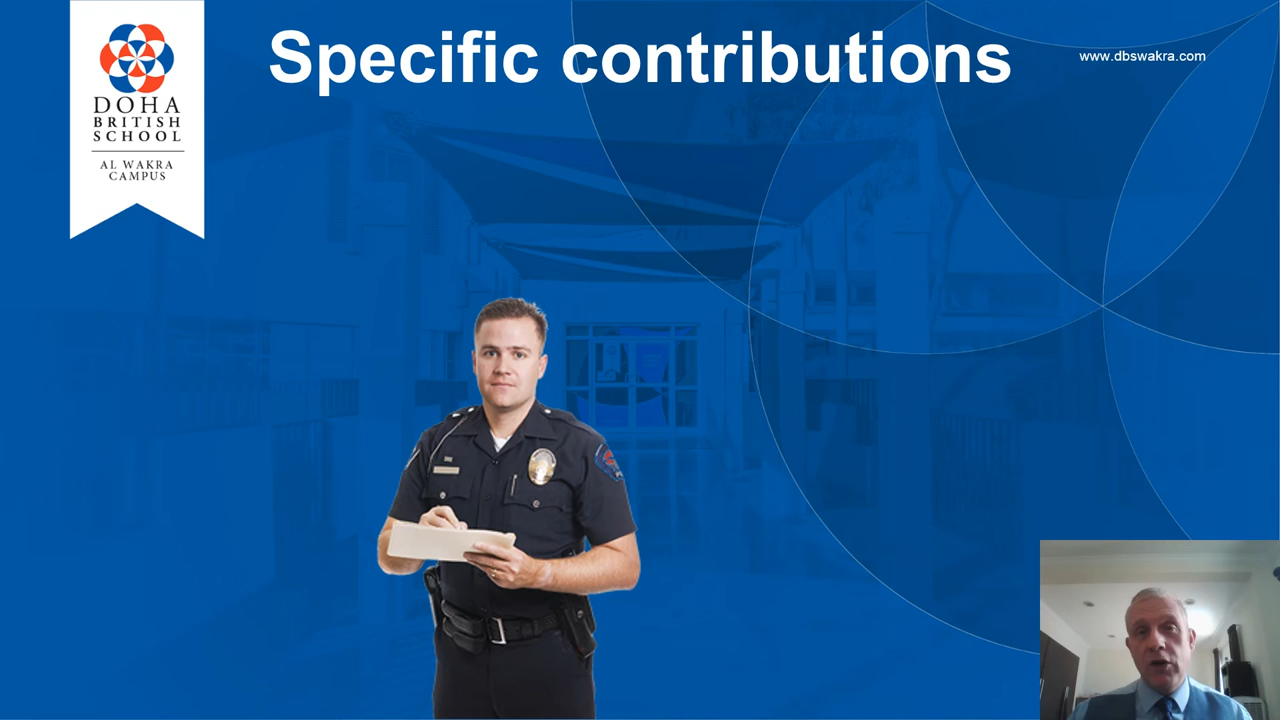 Specific contributions
www.dbswakra.com
DOHA
BRITISH
SCHOOL
AL WAKRA
CAMPUS